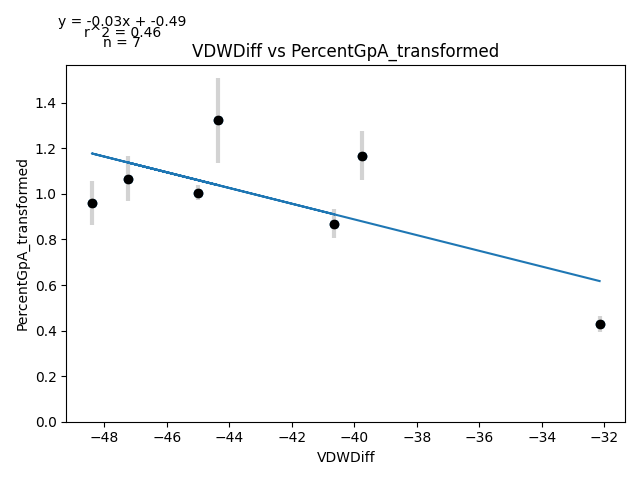 y = -0.03x + -0.49
r^2 = 0.46
n = 7
VDWDiff vs PercentGpA_transformed
PercentGpA_transformed
1.4
1.2
1.0
0.8
0.6
0.4
0.2
0.0
−48 −46 −44 −42 −40 −38 −36 −34 −32
VDWDiff